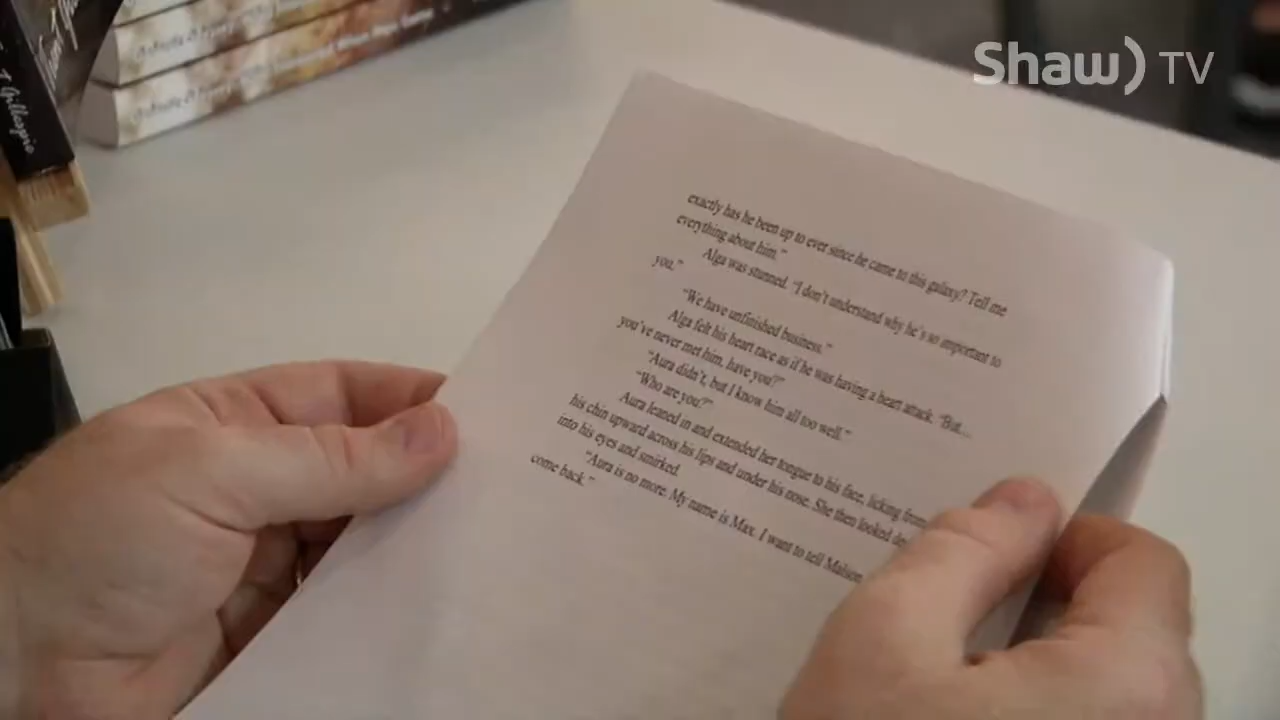 Shaw) TV
T Gillespie
exactly has he been up to ever since he came to this galaxy? Tell me
everything about him."
Alga was stunned. "I don't understand why he's so important to
you."
"We have unfinished business."
Alga felt his heart race as if he was having a heart attack. "But...
you've never met him, have you?"
"Aura didn't, but I know him all too well."
"Who are you?"
Aura leaned in and extended her tongue to his face, licking from
his chin upward across his lips and under his nose. She then looked
into his eyes and smirked.
"Aura is no more. My name is Max. I want to tell
come back."